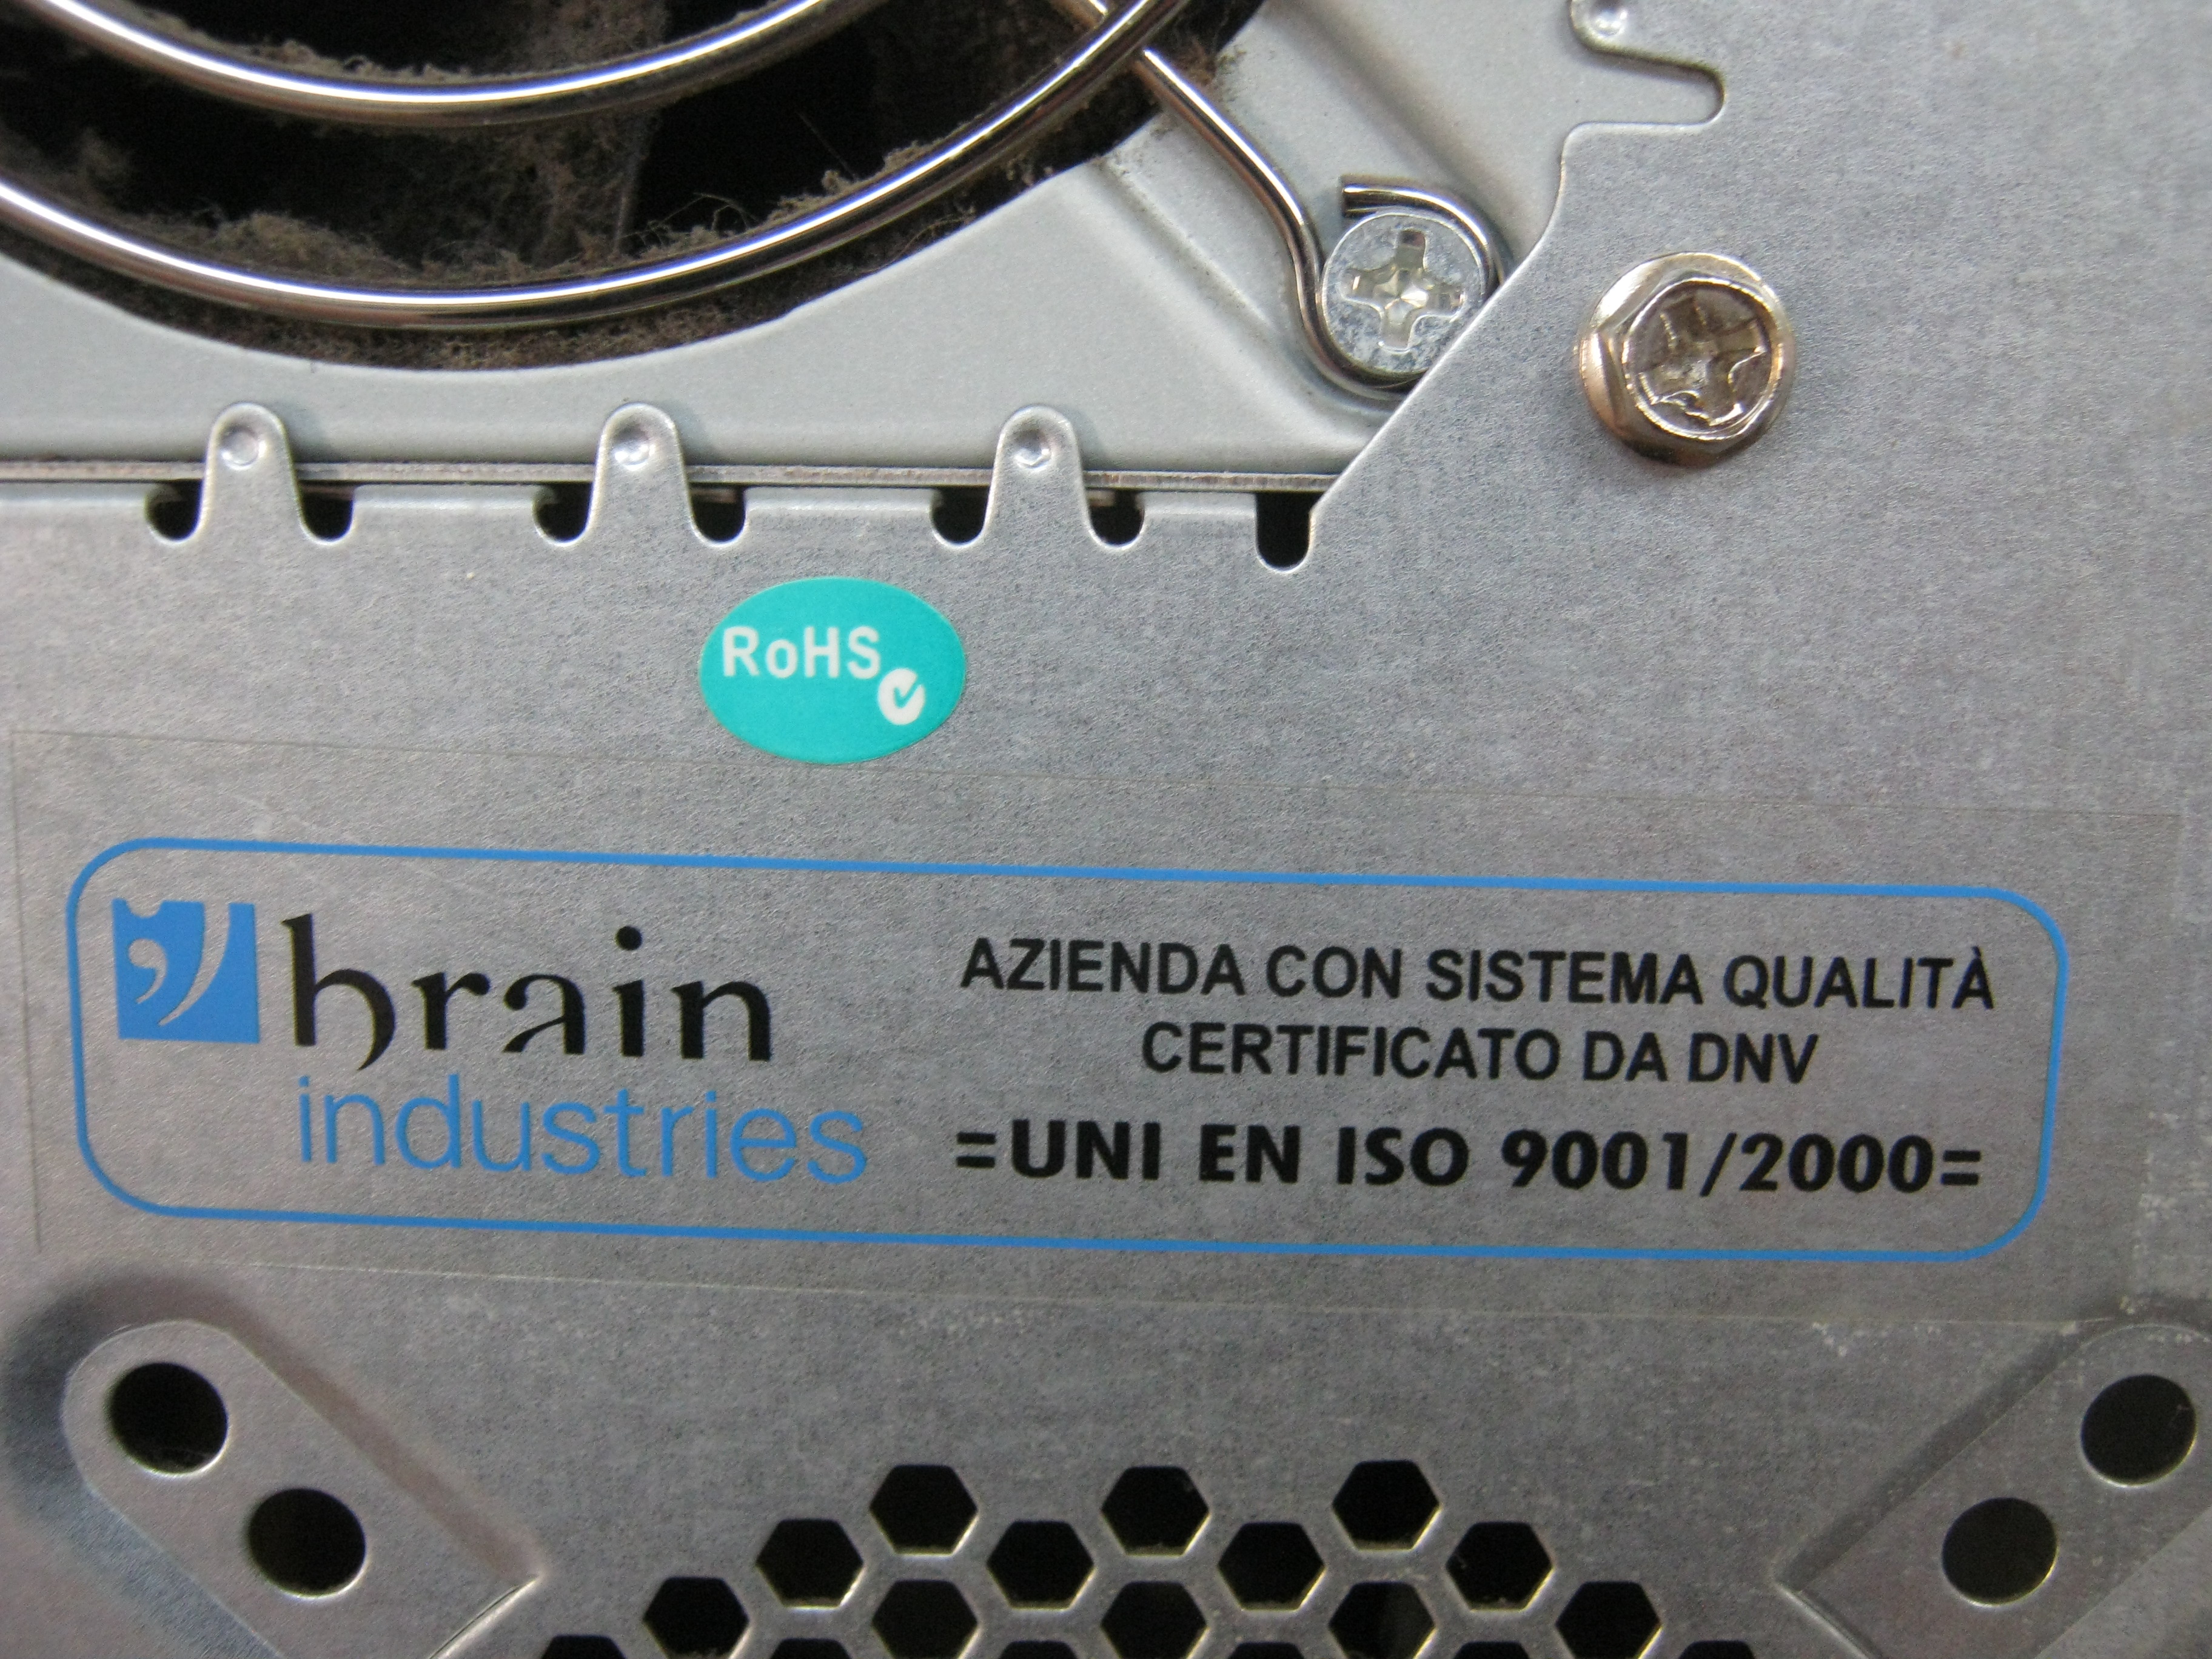 RoHS
brain
industries
AZIENDA CON SISTEMA QUALITÀ
CERTIFICATO DA DNV
=UNI EN ISO 9001/2000=